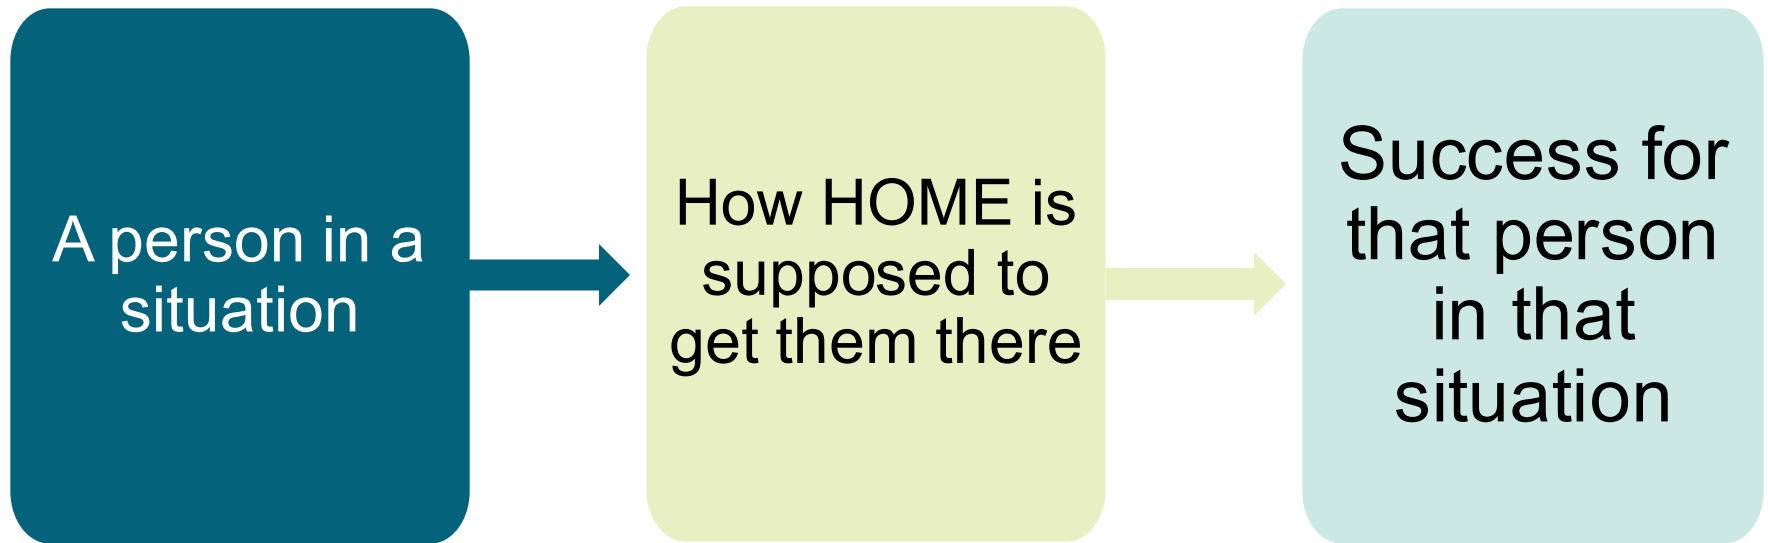 A person in a
situation
How HOME is
supposed to
get them there
Success for
that person
in that
situation